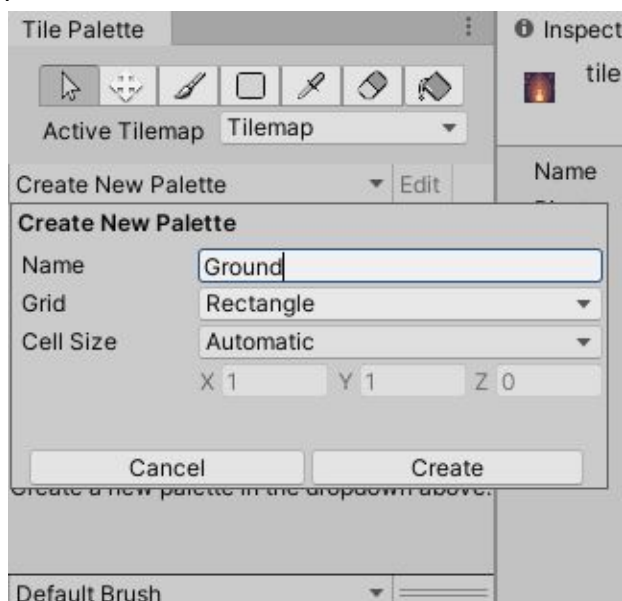 Tile Palette
Inspect
tile
Active Tilemap Tilemap
Create New Palette Edit
Name
Create New Palette
Name Ground
Grid Rectangle
Cell Size Automatic
X 1 Y 1 Z 0
Cancel Create
Create a new palette in the dropdown above.
Default Brush